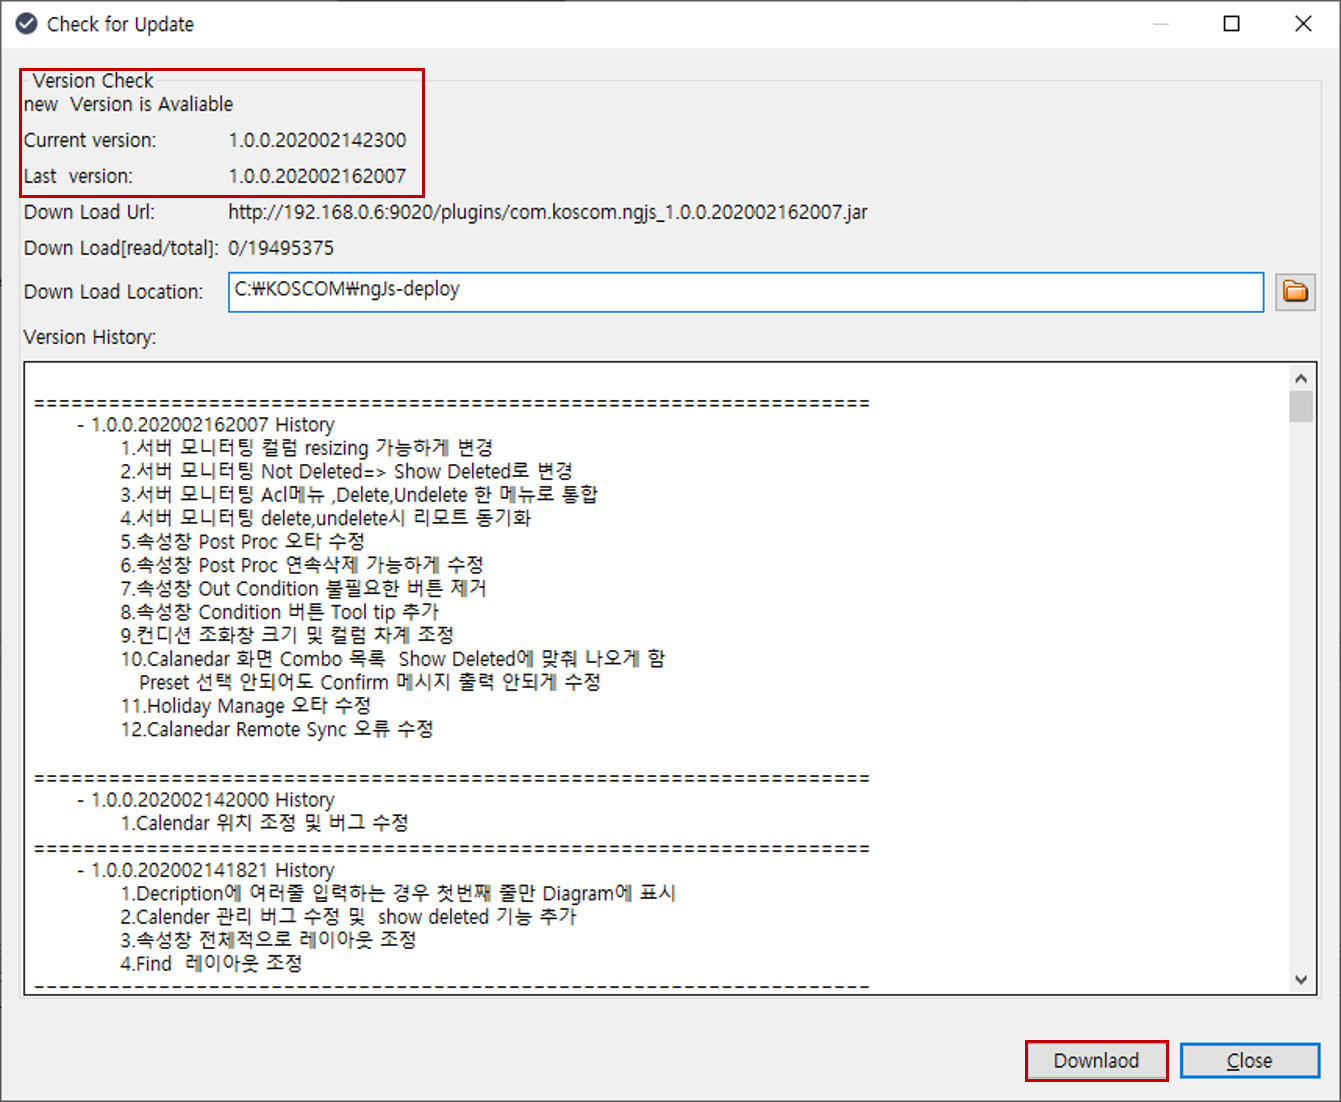 Check for Update
Version Check
new  Version is Avaliable
Current version: 1.0.0.202002142300
Last  version: 1.0.0.202002162007
Down Load Url: http://192.168.0.6:9020/plugins/com.koscom.ngjs_1.0.0.202002162007.jar
Down Load[read/total]: 0/19495375
Down Load Location: C:₩KOSCOM₩ngJs-deploy
Version History:
===================================================================
- 1.0.0.202002162007 History
1.서버 모니터팅 컬럼 resizing 가능하게 변경
2.서버 모니터팅 Not Deleted=> Show Deleted로 변경
3.서버 모니터팅 Acl메뉴 ,Delete,Undelete 한 메뉴로 통합
4.서버 모니터팅 delete,undelete시 리모트 동기화
5.속성창 Post Proc 오타 수정
6.속성창 Post Proc 연속삭제 가능하게 수정
7.속성창 Out Condition 불필요한 버튼 제거
8.속성창 Condition 버튼 Tool tip 추가
9.컨디션 조화창 크기 및 컬럼 차계 조정
10.Calanedar 화면 Combo 목록  Show Deleted에 맞춰 나오게 함
Preset 선택 안되어도 Confirm 메시지 출력 안되게 수정
11.Holiday Manage 오타 수정
12.Calanedar Remote Sync 오류 수정
===================================================================
- 1.0.0.202002142000 History
1.Calendar 위치 조정 및 버그 수정
===================================================================
- 1.0.0.202002141821 History
1.Decription에 여러줄 입력하는 경우 첫번째 줄만 Diagram에 표시
2.Calender 관리 버그 수정 및  show deleted 기능 추가
3.속성창 전체적으로 레이아웃 조정
4.Find  레이아웃 조정
===================================================================
Downlaod
Close